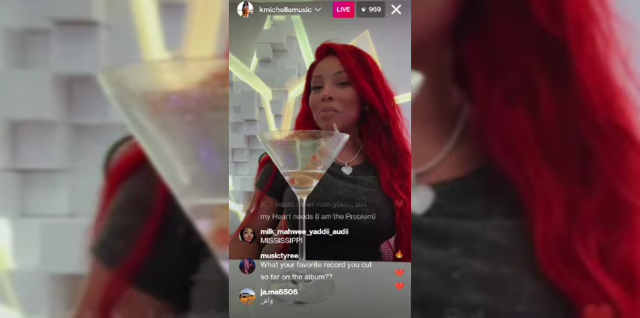 kmichellemusic
LIVE
969
my Heart needs (I am the Problem)
milk_mahwee_yaddii_audii
MISSISSIPPI
musictyree
What your favorite record you cut
so far on the album??
ja.ma8506
واش